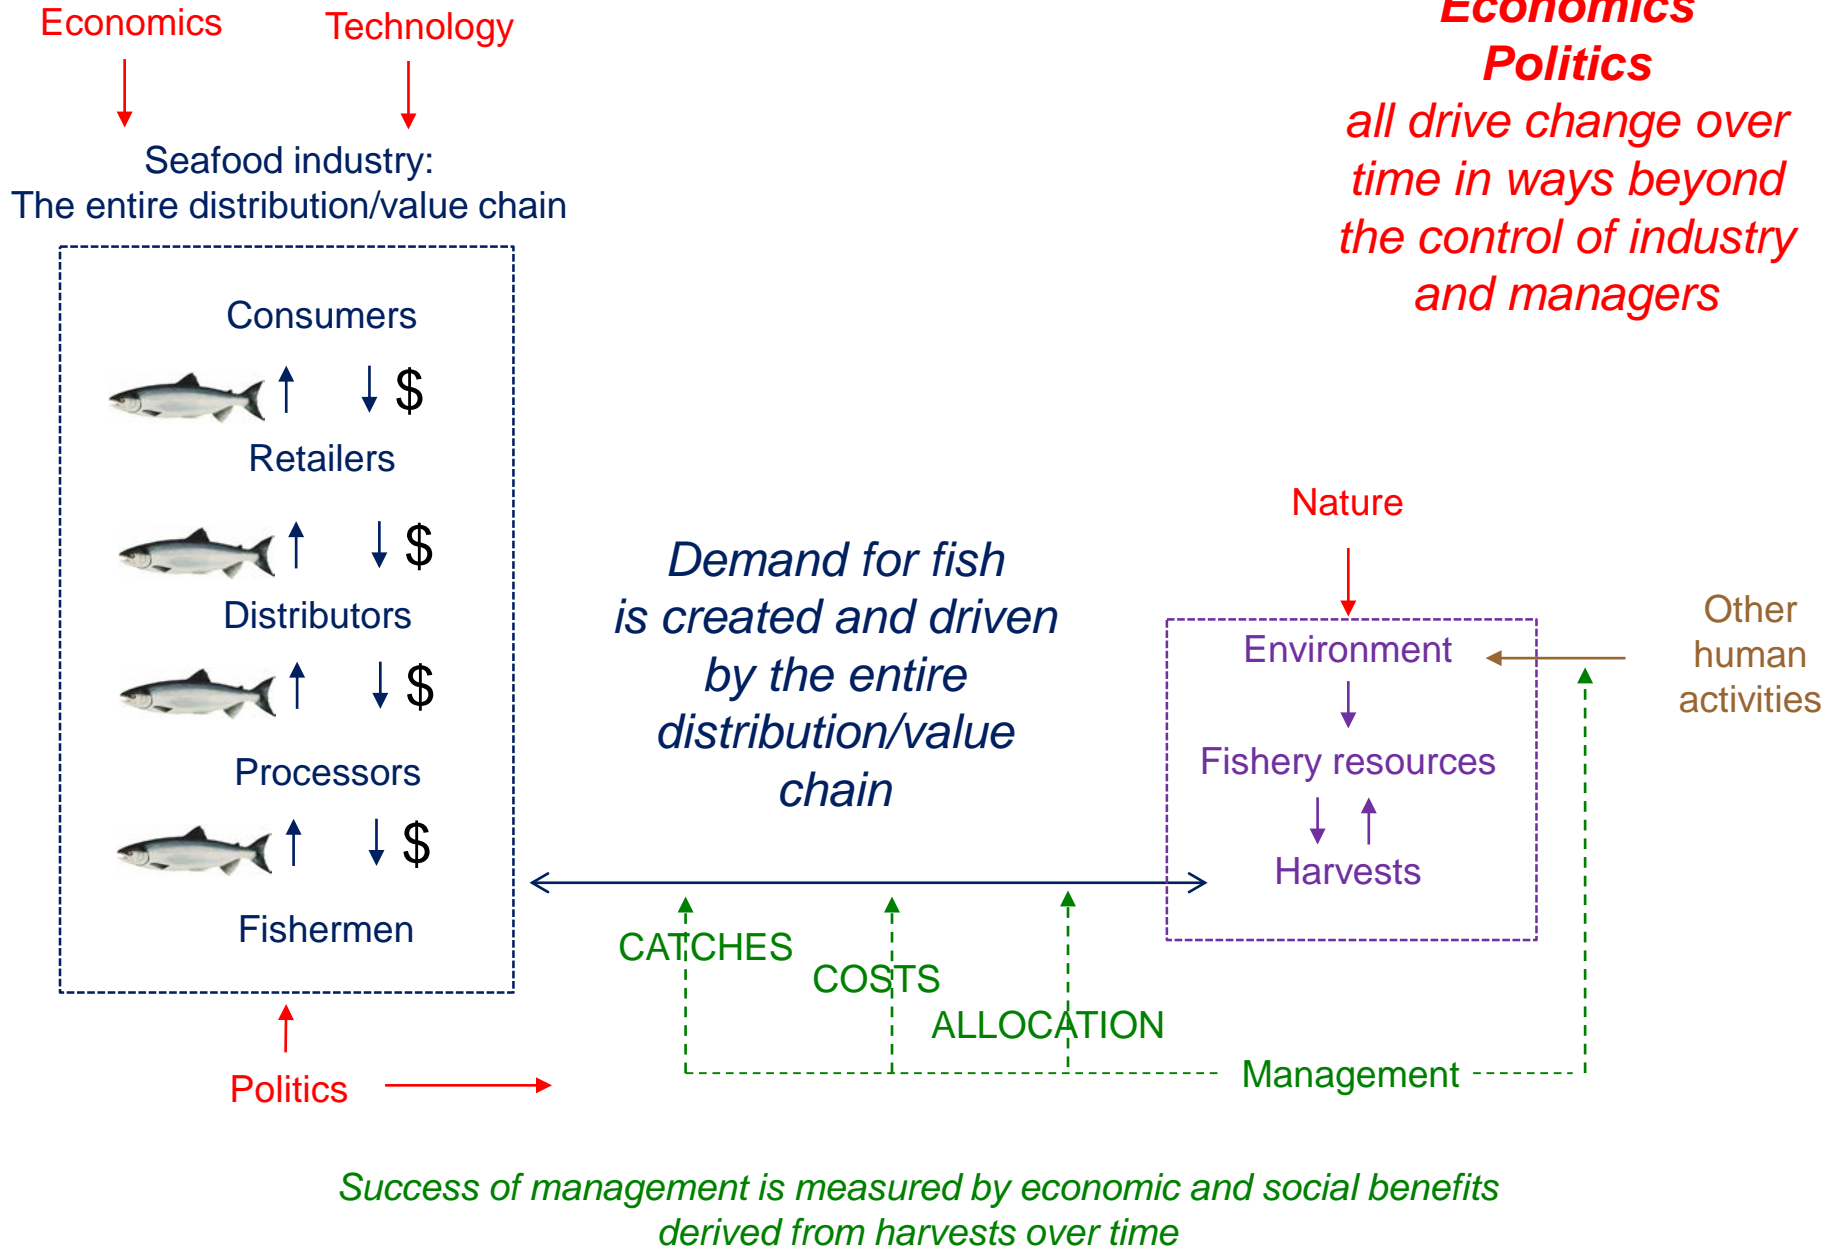 Economics
Technology
Economics
Politics
all drive change over
time in ways beyond
the control of industry
and managers
Seafood industry:
The entire distribution/value chain
Consumers
$
Retailers
$
Distributors
$
Processors
$
Fishermen
Demand for fish
is created and driven
by the entire
distribution/value
chain
Nature
Environment
Fishery resources
Harvests
Other
human
activities
CATCHES
COSTS
ALLOCATION
Management
Politics
Success of management is measured by economic and social benefits
derived from harvests over time